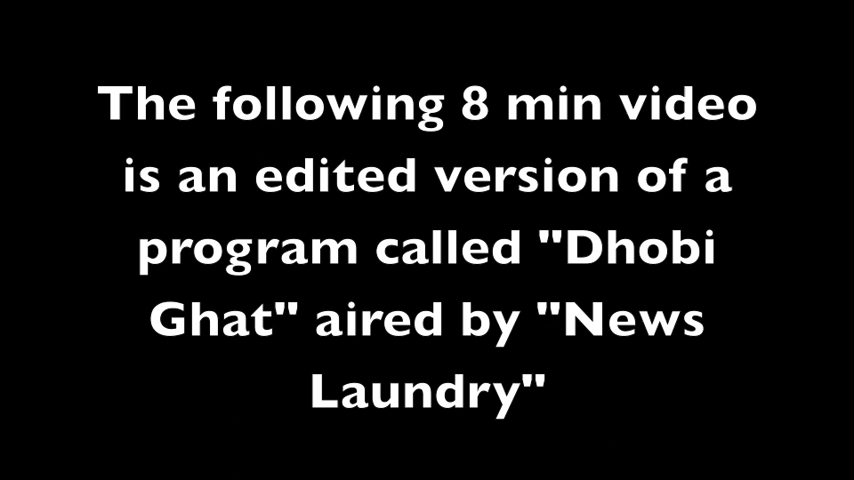 The following 8 min video
is an edited version of a
program called "Dhobi
Ghat" aired by "News
Laundry"